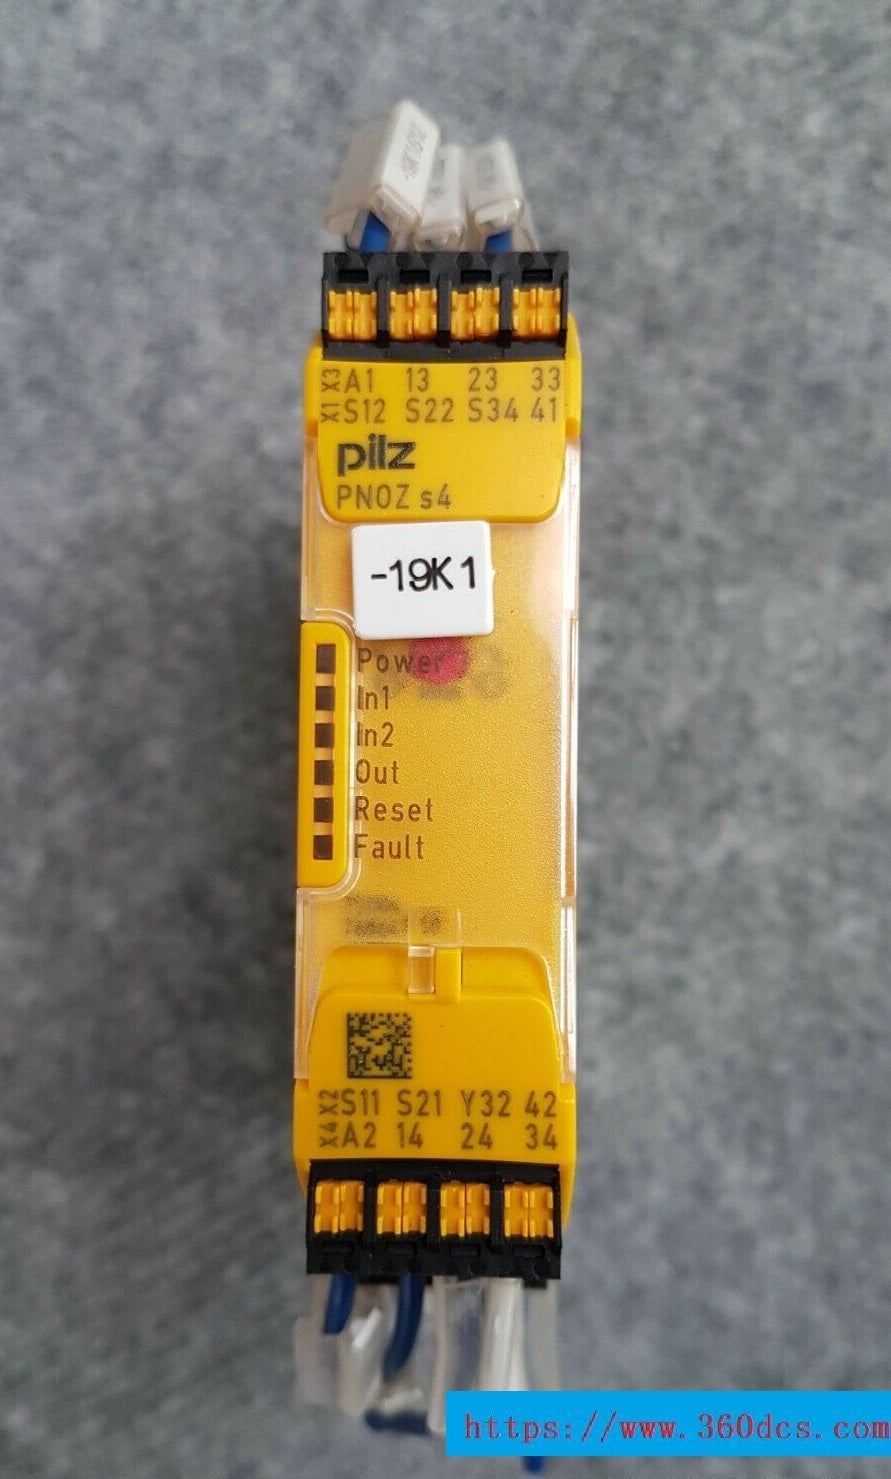 X3 A1 13 23 33
X1 S12 S22 S34 41
pilz
PNOZ s4
-19K1
Power
In1
In2
Out
Reset
Fault
X2 S11 S21 Y32 42
X4 A2 14 24 34
https://www.360dcs.com